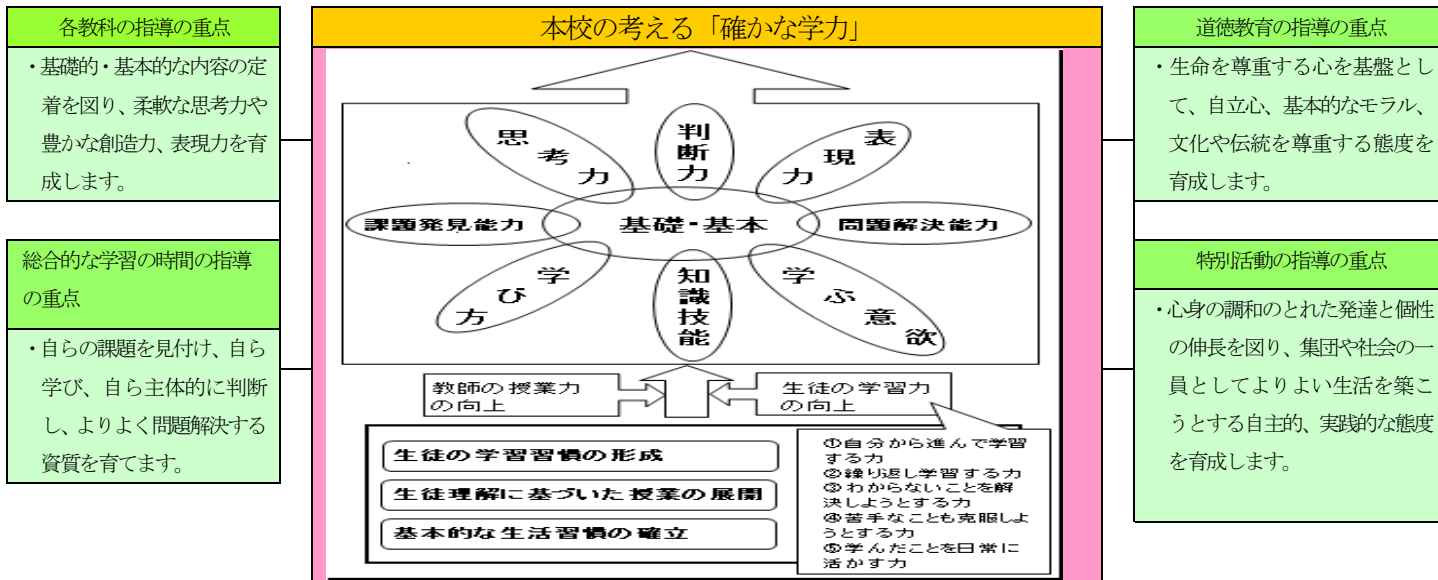 各教科の指導の重点
・基礎的・基本的な内容の定
着を図り、柔軟な思考力や
豊かな創造力、表現力を育
成します。
総合的な学習の時間の指導
の重点
・自らの課題を見付け、自ら
学び、自ら主体的に判断
し、よりよく問題解決する
資質を育てます。
本校の考える「確かな学力」
思考力
判断力
表現力
課題発見能力
基礎・基本
問題解決能力
学び方
知識技能
学ぶ意欲
教師の授業力
の向上
生徒の学習力
の向上
生徒の学習習慣の形成
生徒理解に基づいた授業の展開
基本的な生活習慣の確立
①自分から進んで学習
する力
②繰り返し学習する力
③わからないことを解
決しようとする力
④苦手なことも克服しよ
うとする力
⑤学んだことを日常に
活かす力
道徳教育の指導の重点
・生命を尊重する心を基盤とし
て、自立心、基本的なモラル、
文化や伝統を尊重する態度を
育成します。
特別活動の指導の重点
・心身の調和のとれた発達と個性
の伸長を図り、集団や社会の一
員としてよりよい生活を築こ
うとする自主的、実践的な態度
を育成します。